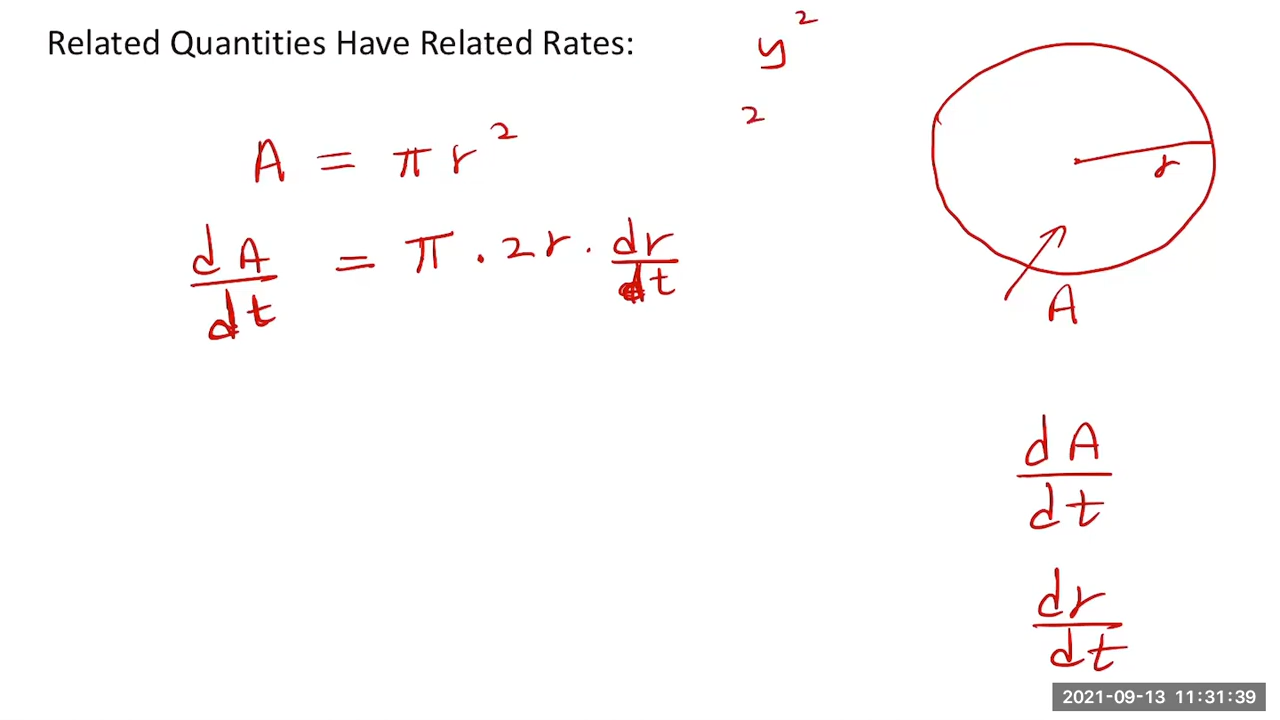 Related Quantities Have Related Rates:
y²
2
A = πr²
r
dA/dt = π · 2r · dr/dt
A
dA/dt
dr/dt
2021-09-13 11:31:39